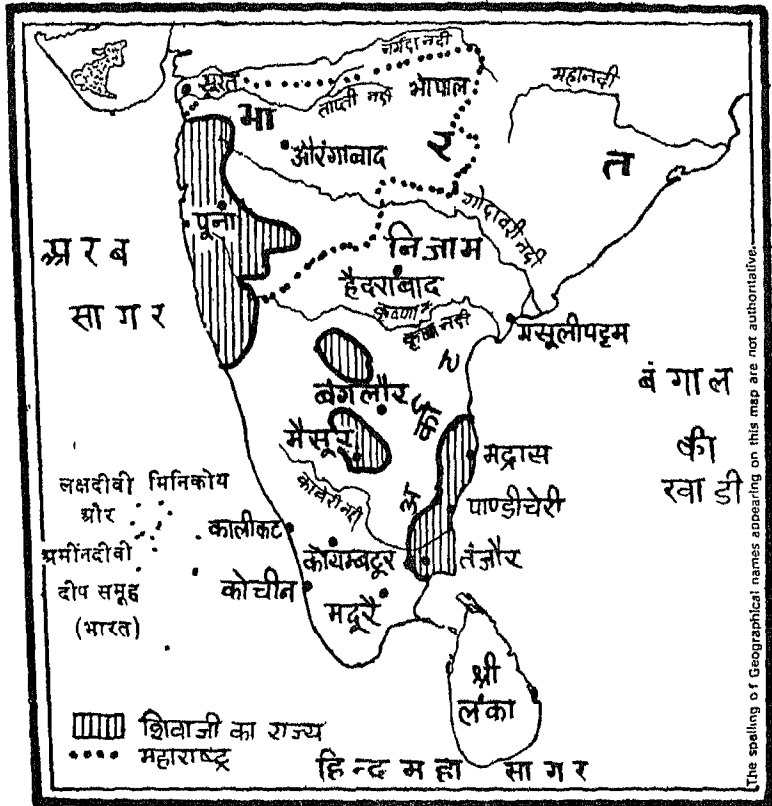 नर्मदा नदी
सूरत
ताप्ती नदी
भोपाल
महानदी
भा
र
त
औरंगाबाद
पूना
गोदावरी नदी
अरब
सागर
निजाम
हैदराबाद
कृष्णा नदी
मसूलीपट्टम
बंगाल
की
खाड़ी
बंगलौर
मैसूर
मद्रास
पाण्डीचेरी
कावेरी नदी
लक्षदीवी मिनिकोय
और
अमीनदीवी
दीप समूह
(भारत)
कालीकट
कोयम्बटूर
तंजौर
कोचीन
मदूरै
श्री
लंका
शिवाजी का राज्य
महाराष्ट्र
हिन्द महा सागर
The spelling of Geographical names appearing on this map are not authoritative.